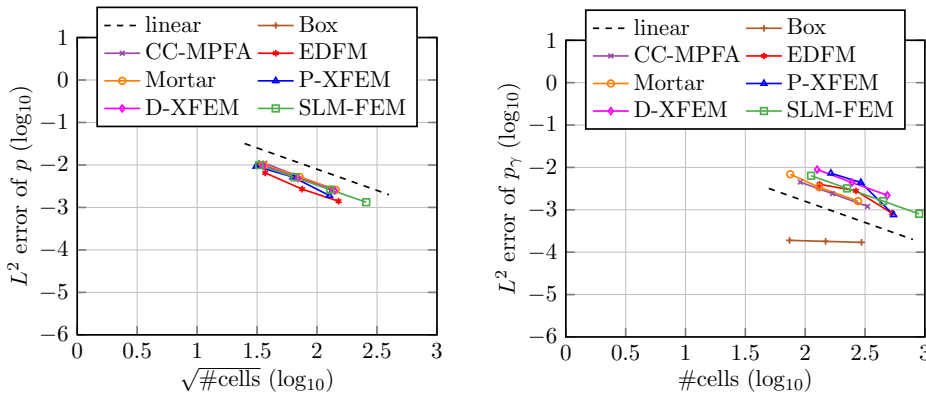 linear Box
CC-MPFA EDFM
Mortar P-XFEM
D-XFEM SLM-FEM
1
0
−1
−2
−3
−4
−5
−6
0 0.5 1 1.5 2 2.5 3
√#cells (log₁₀)
L² error of p (log₁₀)
linear Box
CC-MPFA EDFM
Mortar P-XFEM
D-XFEM SLM-FEM
1
0
−1
−2
−3
−4
−5
−6
0 0.5 1 1.5 2 2.5 3
#cells (log₁₀)
L² error of pᵧ (log₁₀)